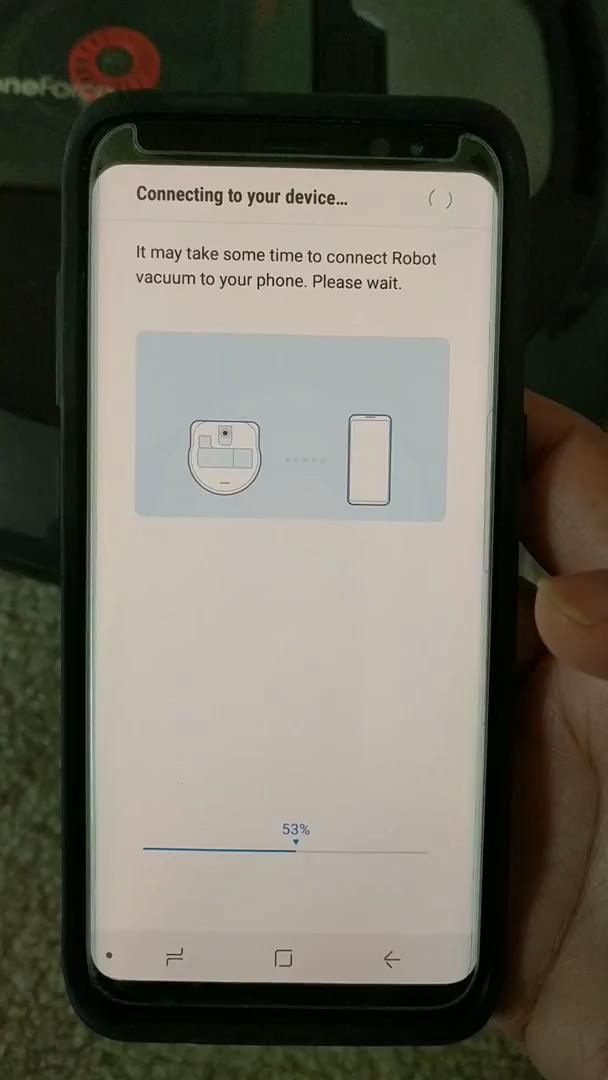 Connecting to your device...
It may take some time to connect Robot
vacuum to your phone. Please wait.
53%